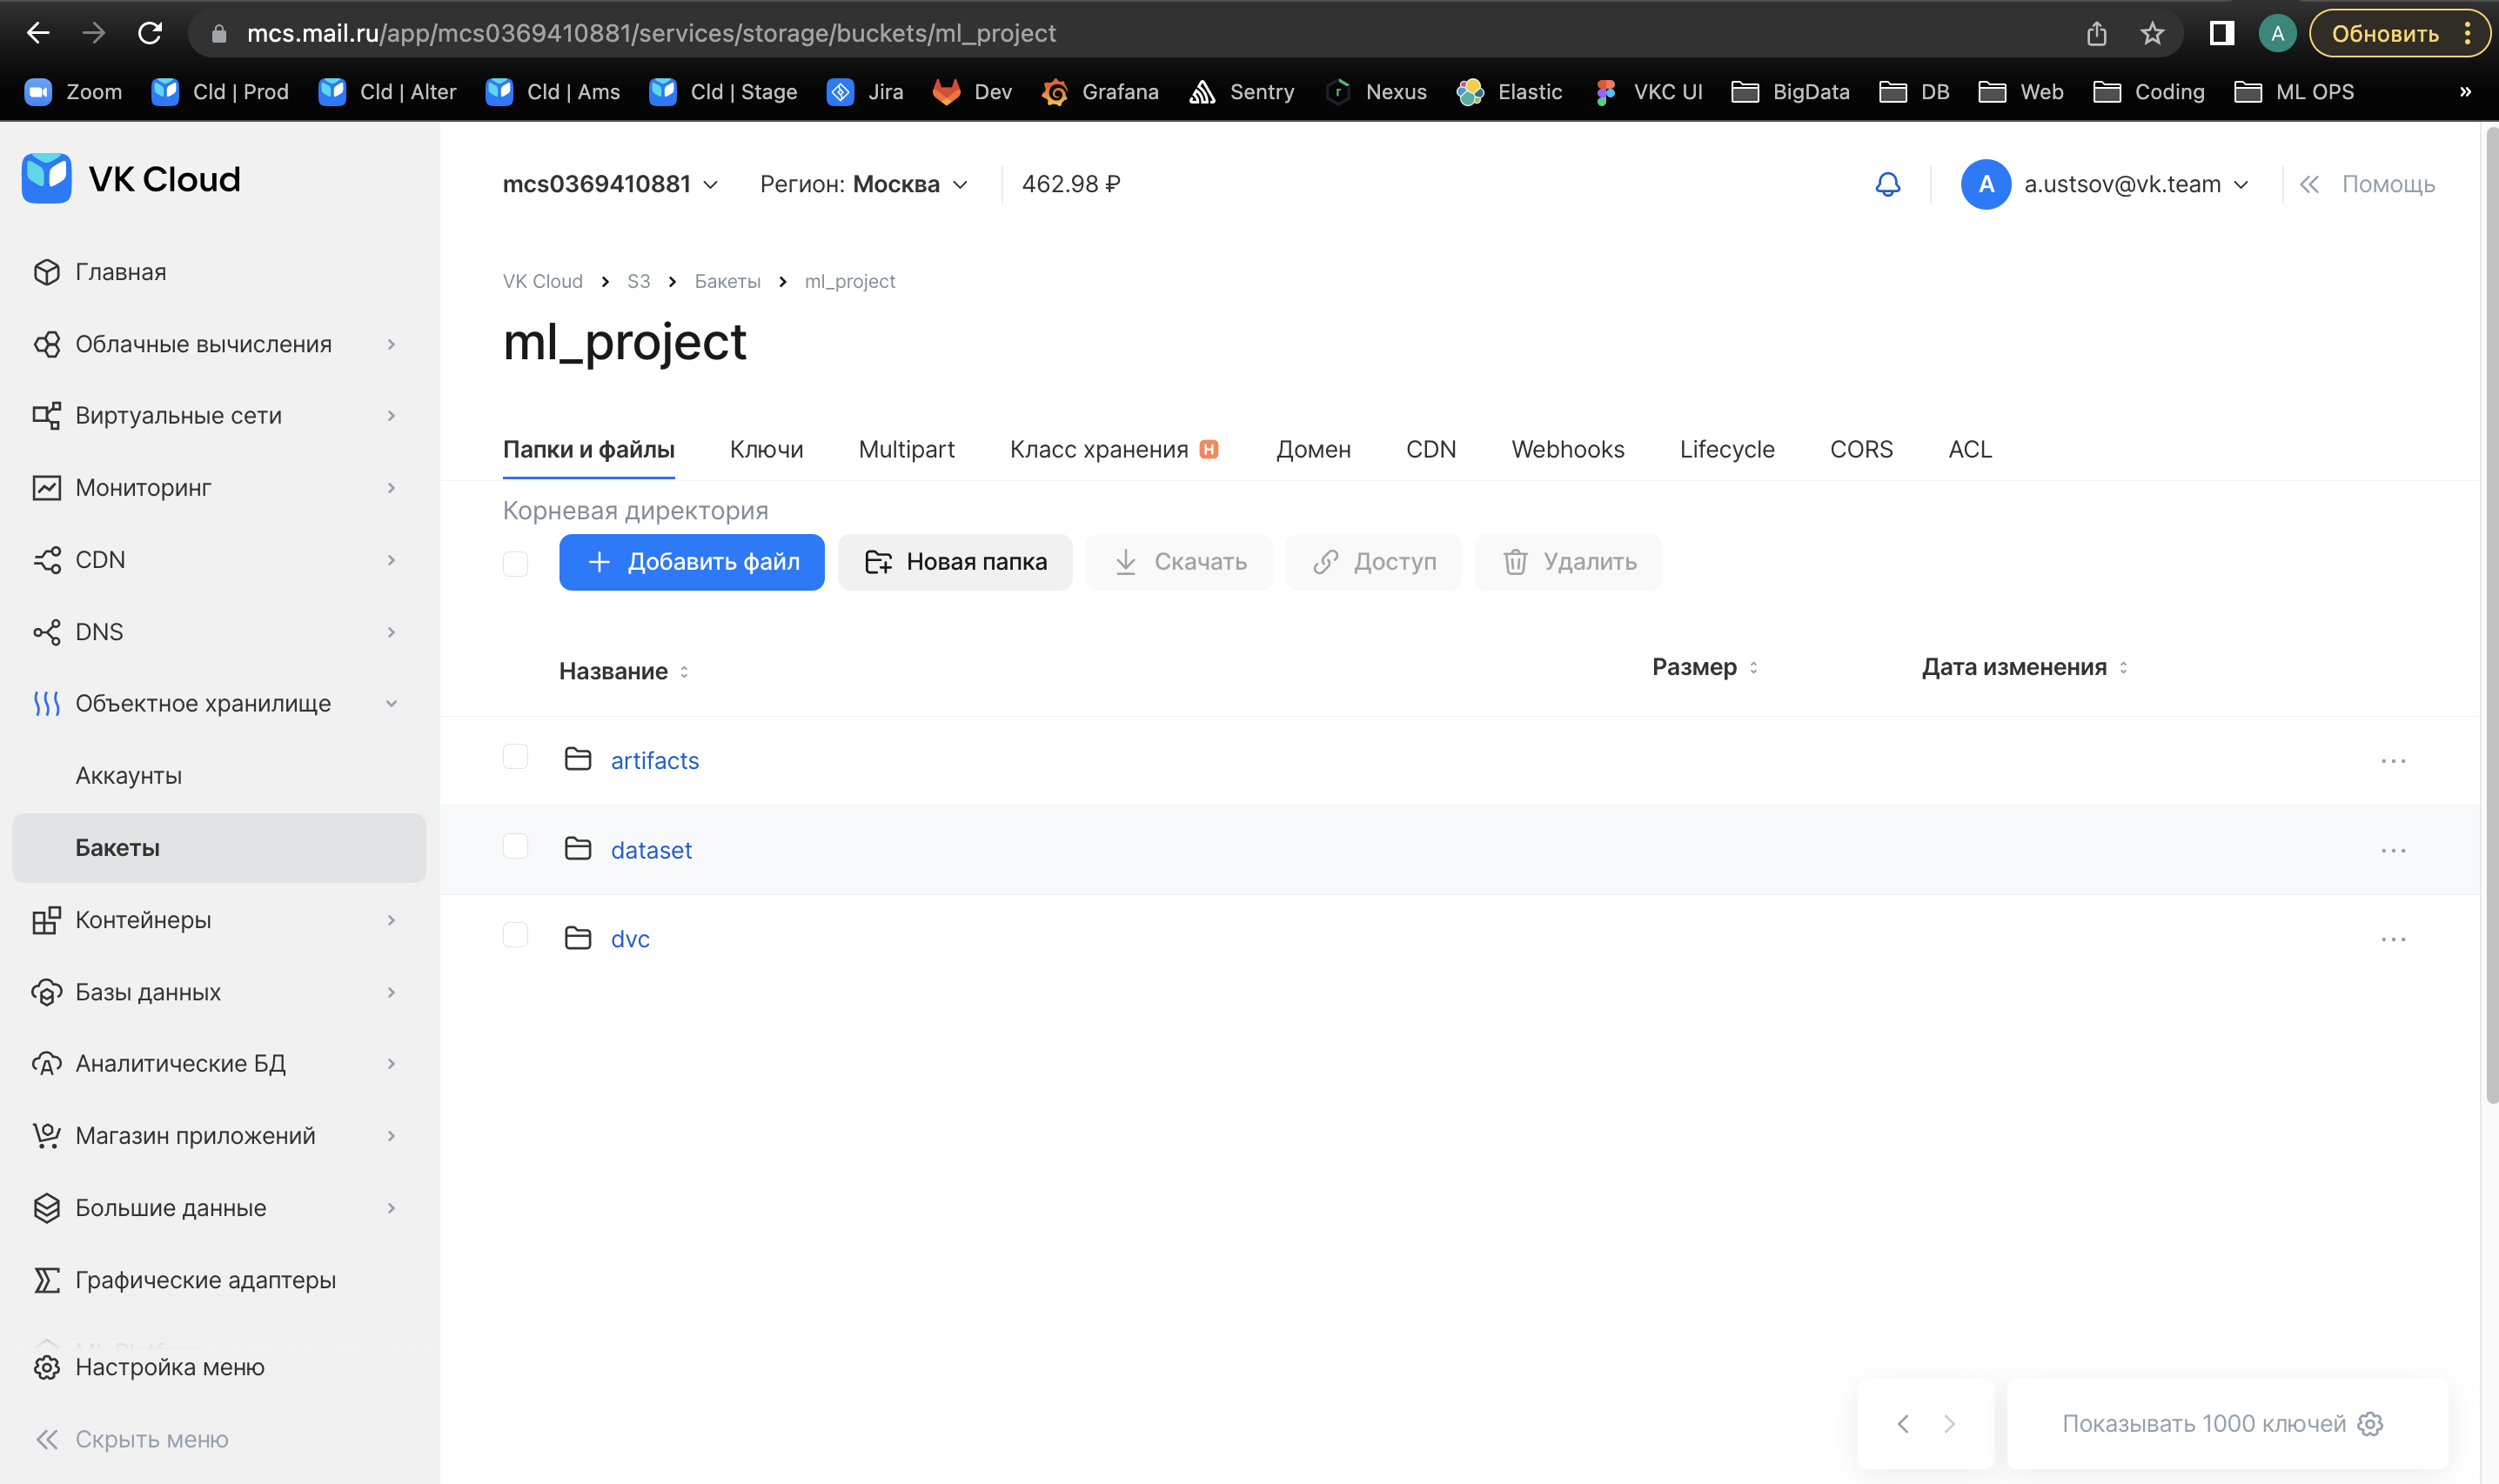 mcs.mail.ru/app/mcs0369410881/services/storage/buckets/ml_project
A
Обновить
Zoom
Cld | Prod
Cld | Alter
Cld | Ams
Cld | Stage
Jira
Dev
Grafana
Sentry
Nexus
Elastic
VKC UI
BigData
DB
Web
Coding
ML OPS
»
VK Cloud
Главная
Облачные вычисления
Виртуальные сети
Мониторинг
CDN
DNS
Объектное хранилище
Аккаунты
Бакеты
Контейнеры
Базы данных
Аналитические БД
Магазин приложений
Большие данные
Графические адаптеры
Настройка меню
Скрыть меню
mcs0369410881
Регион: Москва
462.98 ₽
A
a.ustsov@vk.team
Помощь
VK Cloud > S3 > Бакеты > ml_project
ml_project
Папки и файлы
Ключи
Multipart
Класс хранения H
Домен
CDN
Webhooks
Lifecycle
CORS
ACL
Корневая директория
Добавить файл
Новая папка
Скачать
Доступ
Удалить
Название
Размер
Дата изменения
artifacts
dataset
dvc
Показывать 1000 ключей